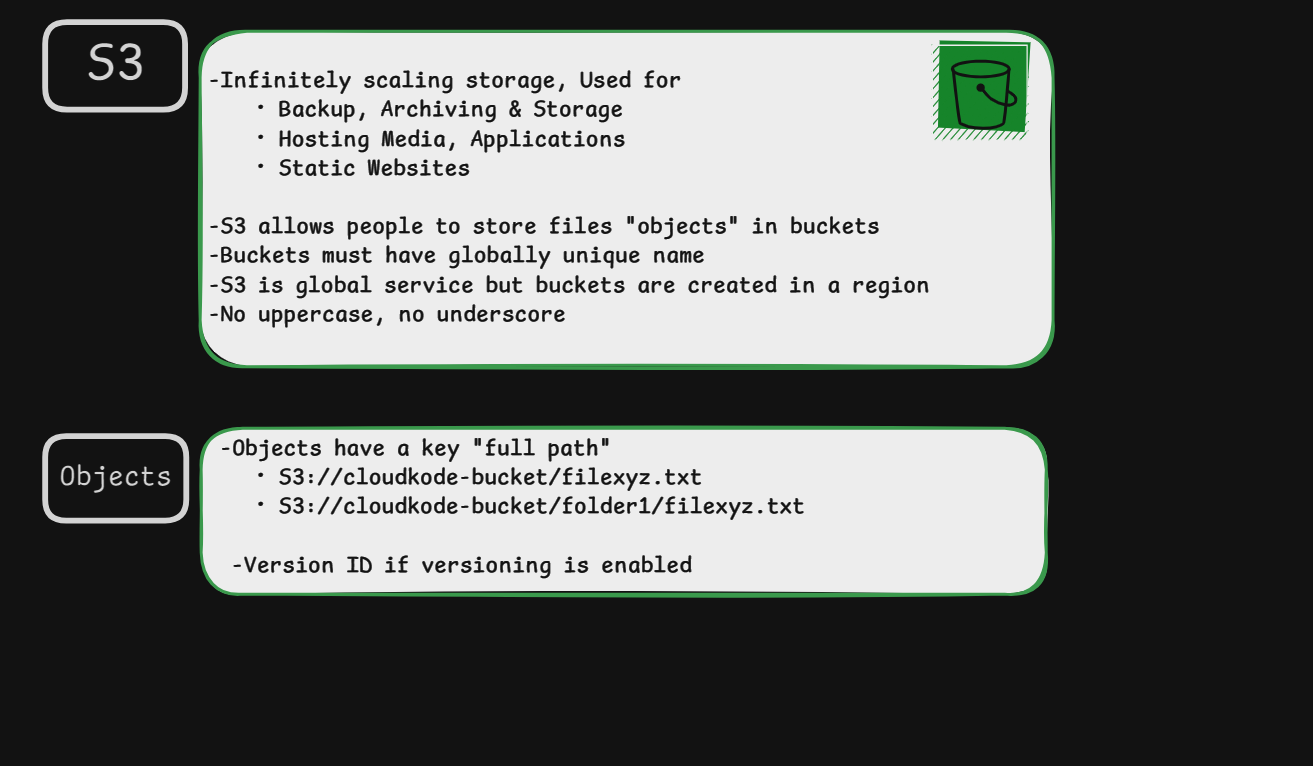 S3
-Infinitely scaling storage, Used for
• Backup, Archiving & Storage
• Hosting Media, Applications
• Static Websites
-S3 allows people to store files "objects" in buckets
-Buckets must have globally unique name
-S3 is global service but buckets are created in a region
-No uppercase, no underscore
Objects
-Objects have a key "full path"
• S3://cloudkode-bucket/filexyz.txt
• S3://cloudkode-bucket/folder1/filexyz.txt
-Version ID if versioning is enabled